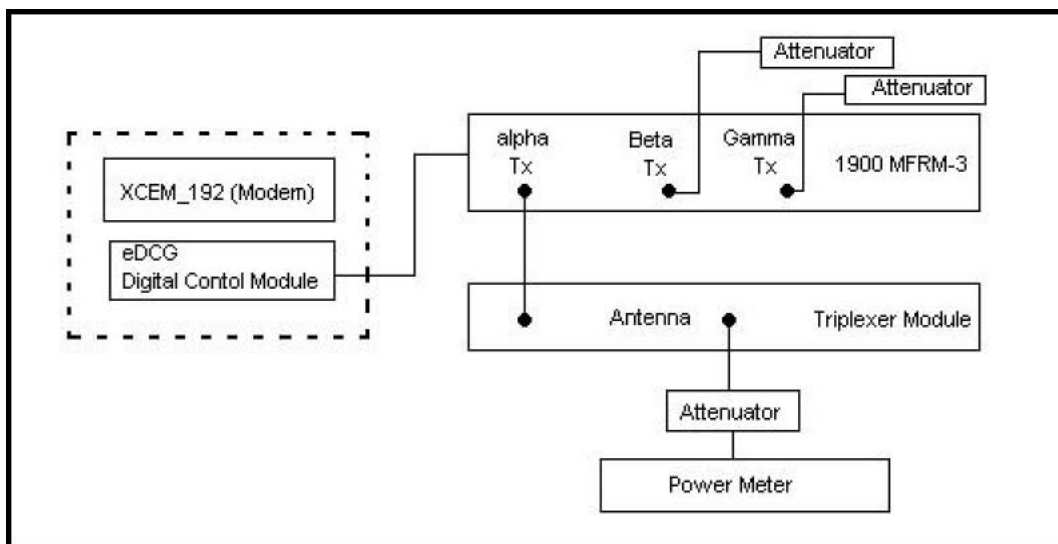 Attenuator
Attenuator
alpha
Tx
Beta
Tx
Gamma
Tx
1900 MFRM-3
XCEM_192 (Modem)
eDCG
Digital Contol Module
Antenna
Triplexer Module
Attenuator
Power Meter